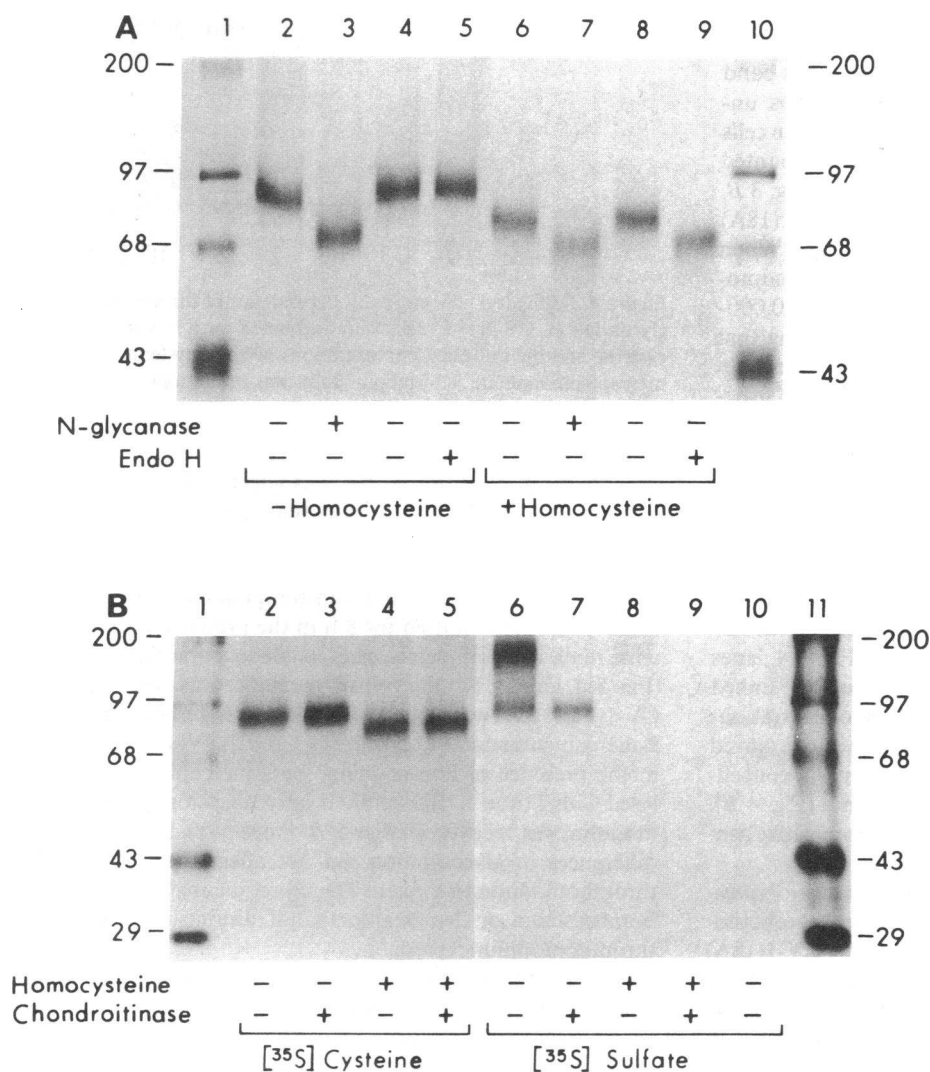 A 1 2 3 4 5 6 7 8 9 10
200 – –200
97 – –97
68 – –68
43 – –43
N-glycanase – + – – – + – –
Endo H – – – + – – – +
–Homocysteine +Homocysteine
B 1 2 3 4 5 6 7 8 9 10 11
200 – –200
97 – –97
68 – –68
43 – –43
29 – –29
Homocysteine – – + + – – + + –
Chondroitinase – + – + – + – + –
[³⁵S] Cysteine [³⁵S] Sulfate